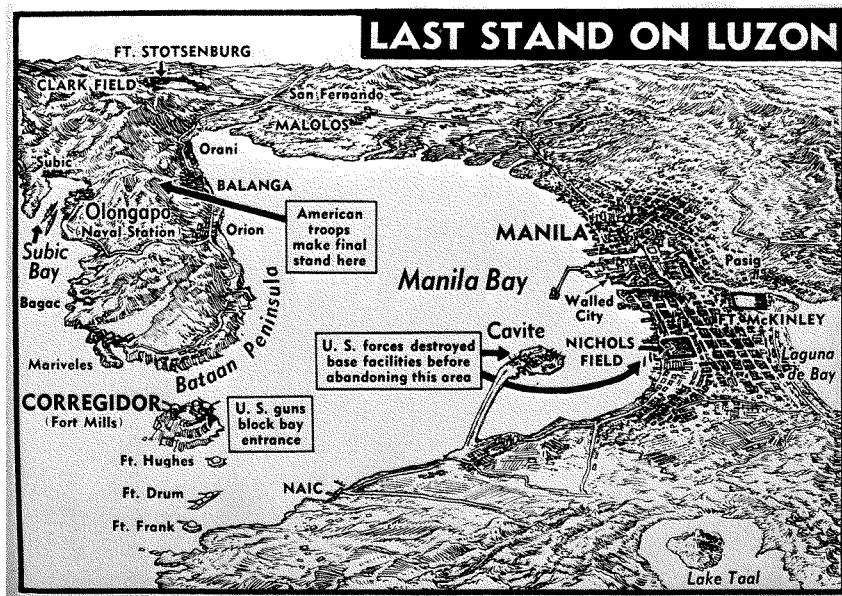 LAST STAND ON LUZON
FT. STOTSENBURG
CLARK FIELD
San Fernando
MALOLOS
Orani
Subic
BALANGA
Olongapo
(Naval Station)
Orion
American
troops
make final
stand here
Subic
Bay
Bagac
Mariveles
Bataan Peninsula
MANILA
Manila Bay
Pasig
Walled
City
FT. McKINLEY
Cavite
NICHOLS
FIELD
Laguna
de Bay
U. S. forces destroyed
base facilities before
abandoning this area
CORREGIDOR
(Fort Mills)
U. S. guns
block bay
entrance
Ft. Hughes
Ft. Drum
NAIC
Ft. Frank
Lake Taal